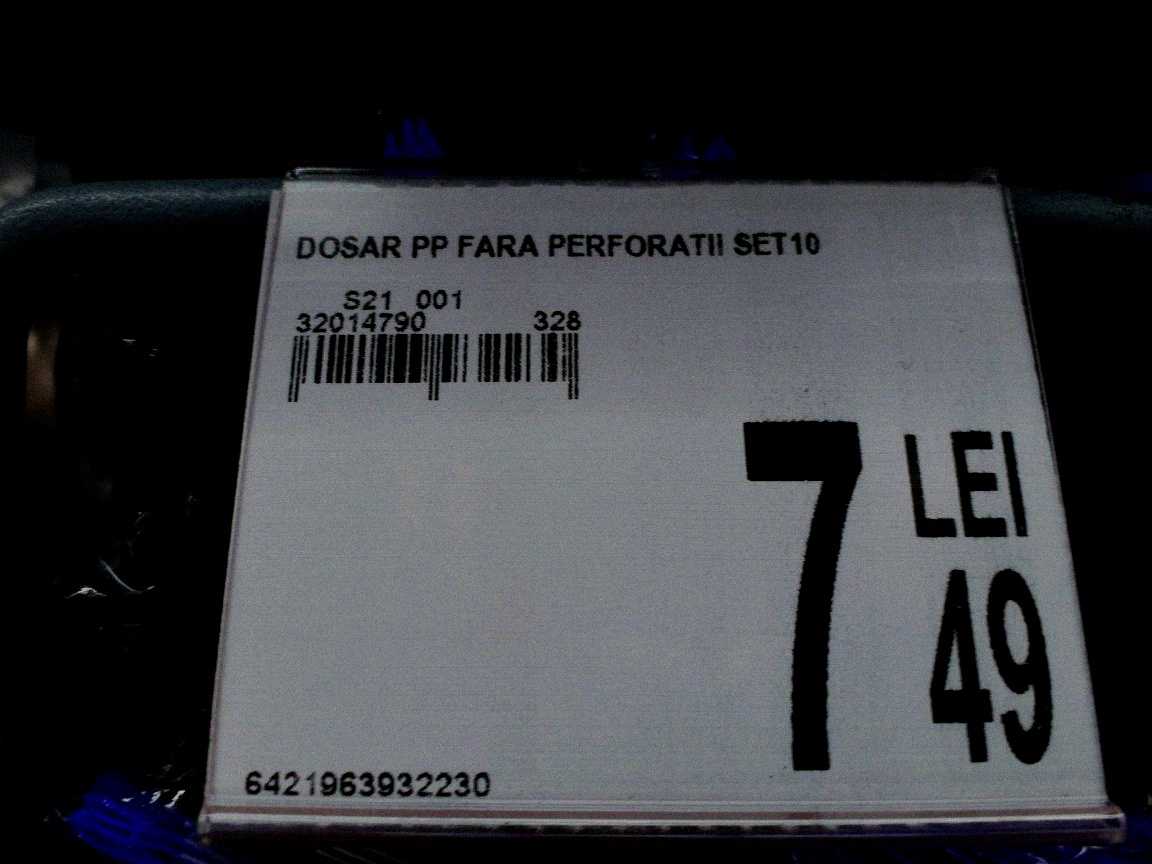 DOSAR PP FARA PERFORATII SET10
S21 001
32014790 328
7 LEI
49
6421963932230